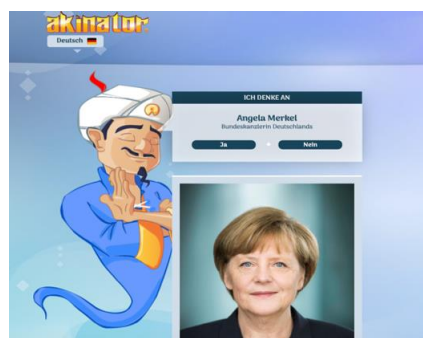 akinator
Deutsch
ICH DENKE AN
Angela Merkel
Bundeskanzlerin Deutschlands
Ja
Nein